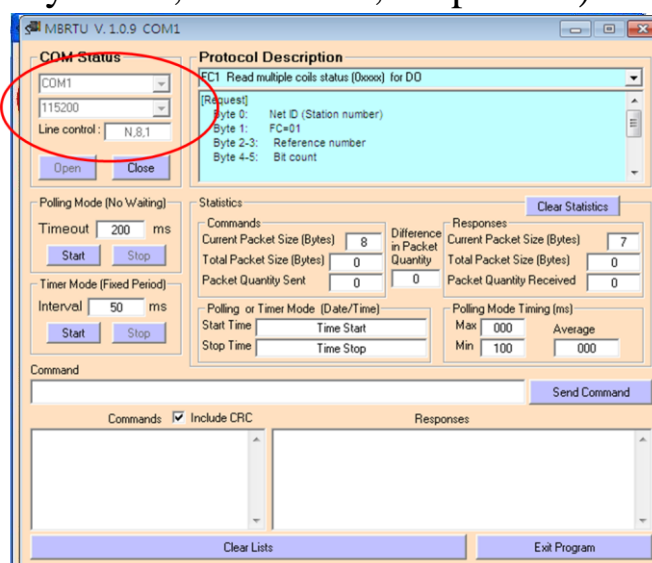 MBRTU V. 1.0.9 COM1
COM Status
COM1
115200
Line control : N,8,1
Open Close
Protocol Description
FC1 Read multiple coils status (0xxxx) for DO
[Request]
Byte 0: Net ID (Station number)
Byte 1: FC=01
Byte 2-3: Reference number
Byte 4-5: Bit count
Polling Mode (No Waiting)
Timeout 200 ms
Start Stop
Timer Mode (Fixed Period)
Interval 50 ms
Start Stop
Statistics
Clear Statistics
Commands
Current Packet Size (Bytes) 8
Total Packet Size (Bytes) 0
Packet Quantity Sent 0
Difference
in Packet
Quantity
0
Responses
Current Packet Size (Bytes) 7
Total Packet Size (Bytes) 0
Packet Quantity Received 0
Polling or Timer Mode (Date/Time)
Start Time Time Start
Stop Time Time Stop
Polling Mode Timing (ms)
Max 000 Average
Min 100 000
Command
Send Command
Commands Include CRC Responses
Clear Lists Exit Program